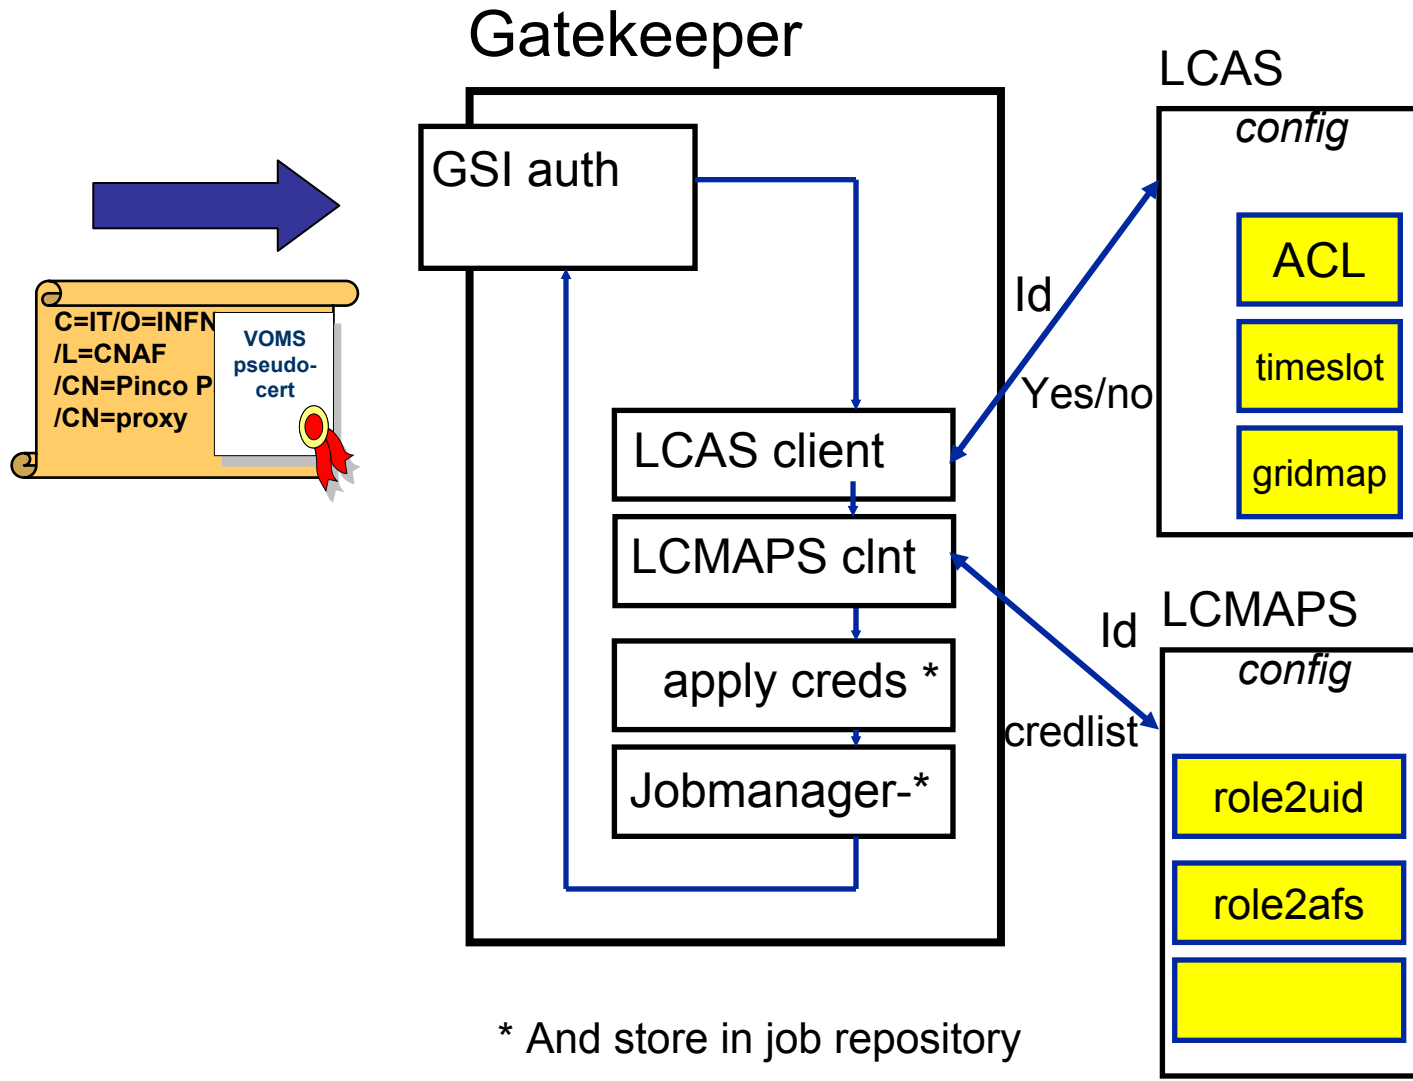 Gatekeeper
GSI auth
C=IT/O=INFN
/L=CNAF
/CN=Pinco P
/CN=proxy
VOMS
pseudo-
cert
LCAS client
LCMAPS clnt
apply creds *
Jobmanager-*
Id
Yes/no
Id
credlist
LCAS
config
ACL
timeslot
gridmap
LCMAPS
config
role2uid
role2afs
* And store in job repository